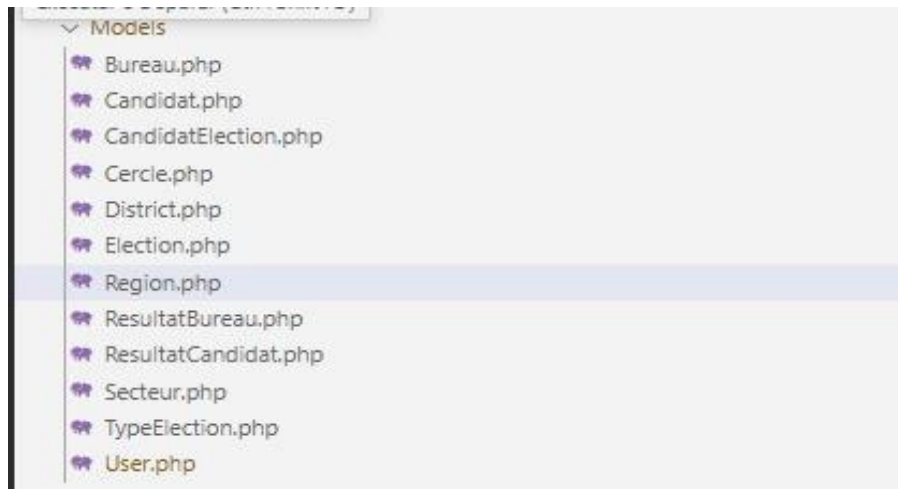 Models
Bureau.php
Candidat.php
CandidatElection.php
Cercle.php
District.php
Election.php
Region.php
ResultatBureau.php
ResultatCandidat.php
Secteur.php
TypeElection.php
User.php